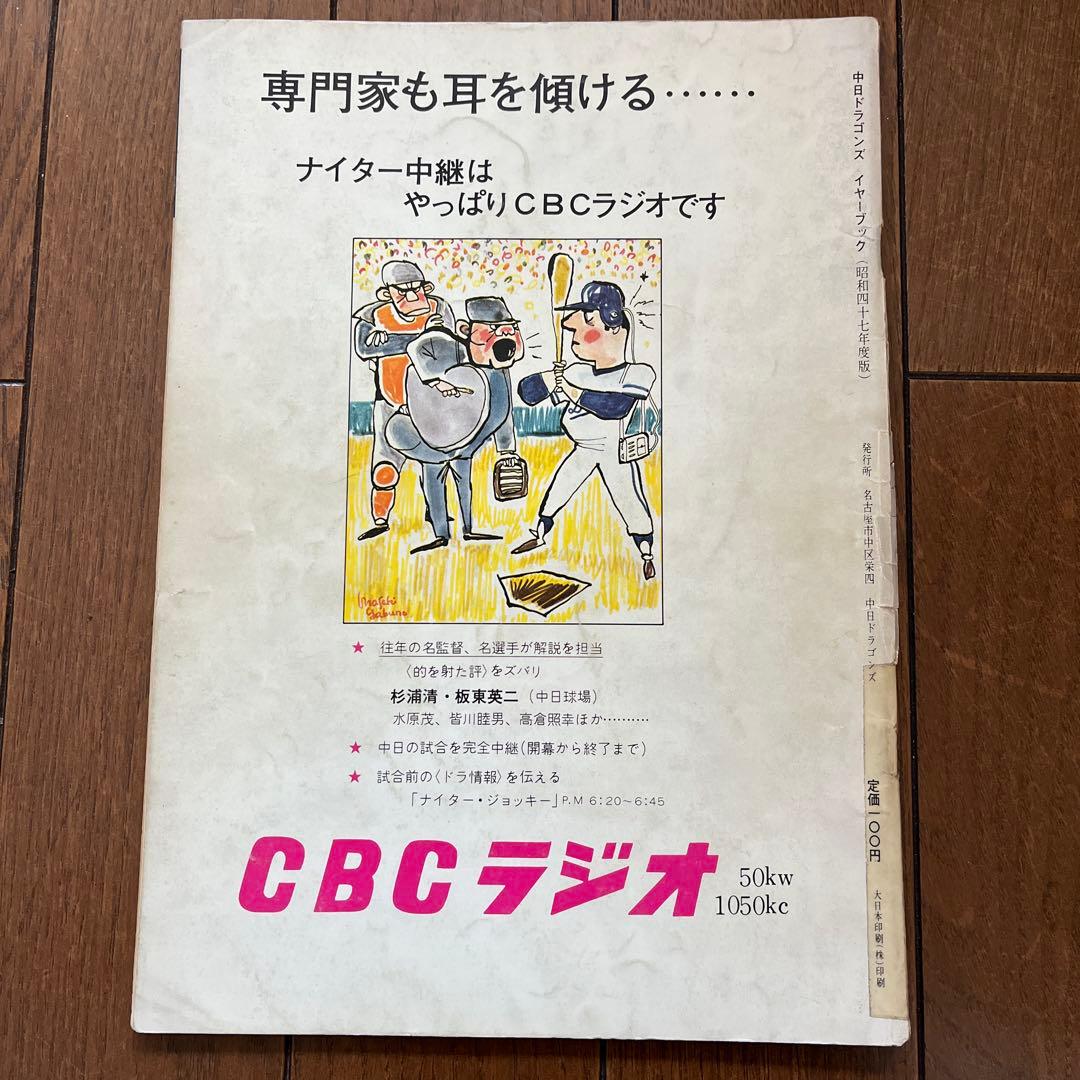 専門家も耳を傾ける……
ナイター中継は
やっぱりCBCラジオです
Masaki
Yabuno
★ 往年の名監督、名選手が解説を担当
〈的を射た評〉をズバリ
杉浦清・板東英二(中日球場)
水原茂、皆川睦男、高倉照幸ほか………
★ 中日の試合を完全中継(開幕から終了まで)
★ 試合前の〈ドラ情報〉を伝える
「ナイター・ジョッキー」P.M 6:20〜6:45
CBCラジオ
50kw
1050kc
中日ドラゴンズ イヤーブック(昭和四十七年度版)
発行所 名古屋市中区栄四 中日ドラゴンズ
定価一〇〇円
大日本印刷(株)印刷